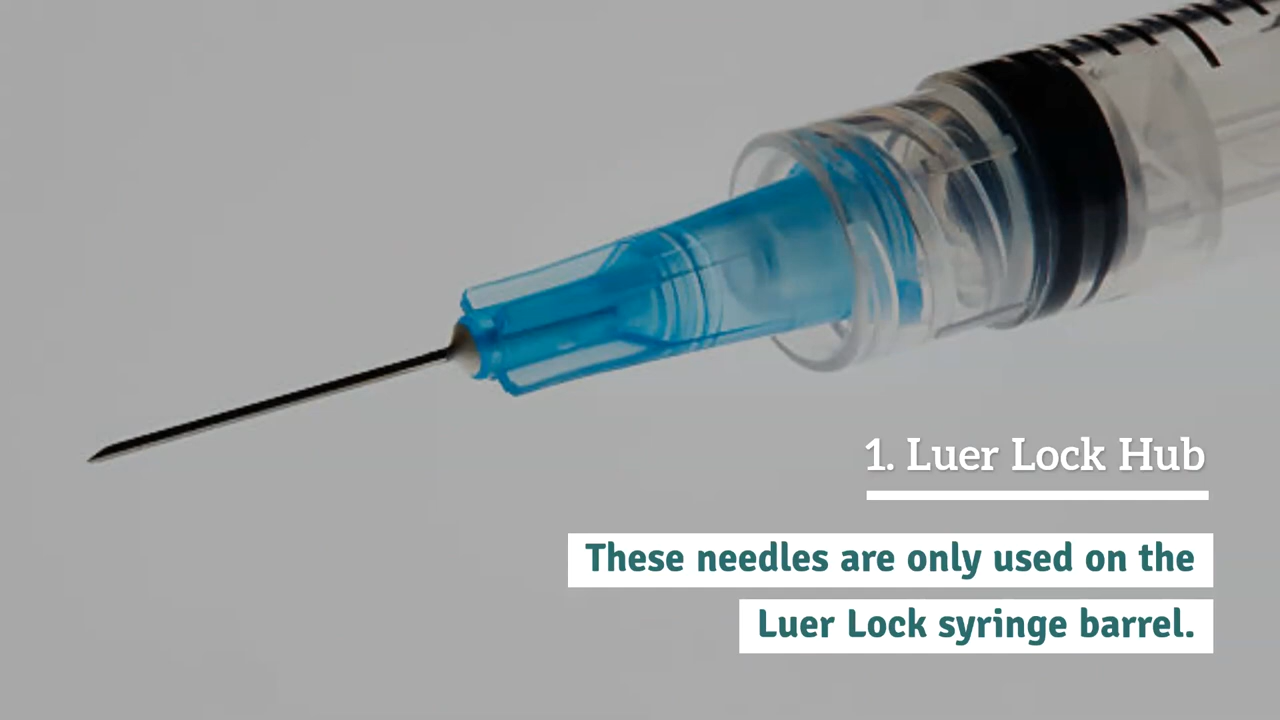 1. Luer Lock Hub
These needles are only used on the
Luer Lock syringe barrel.